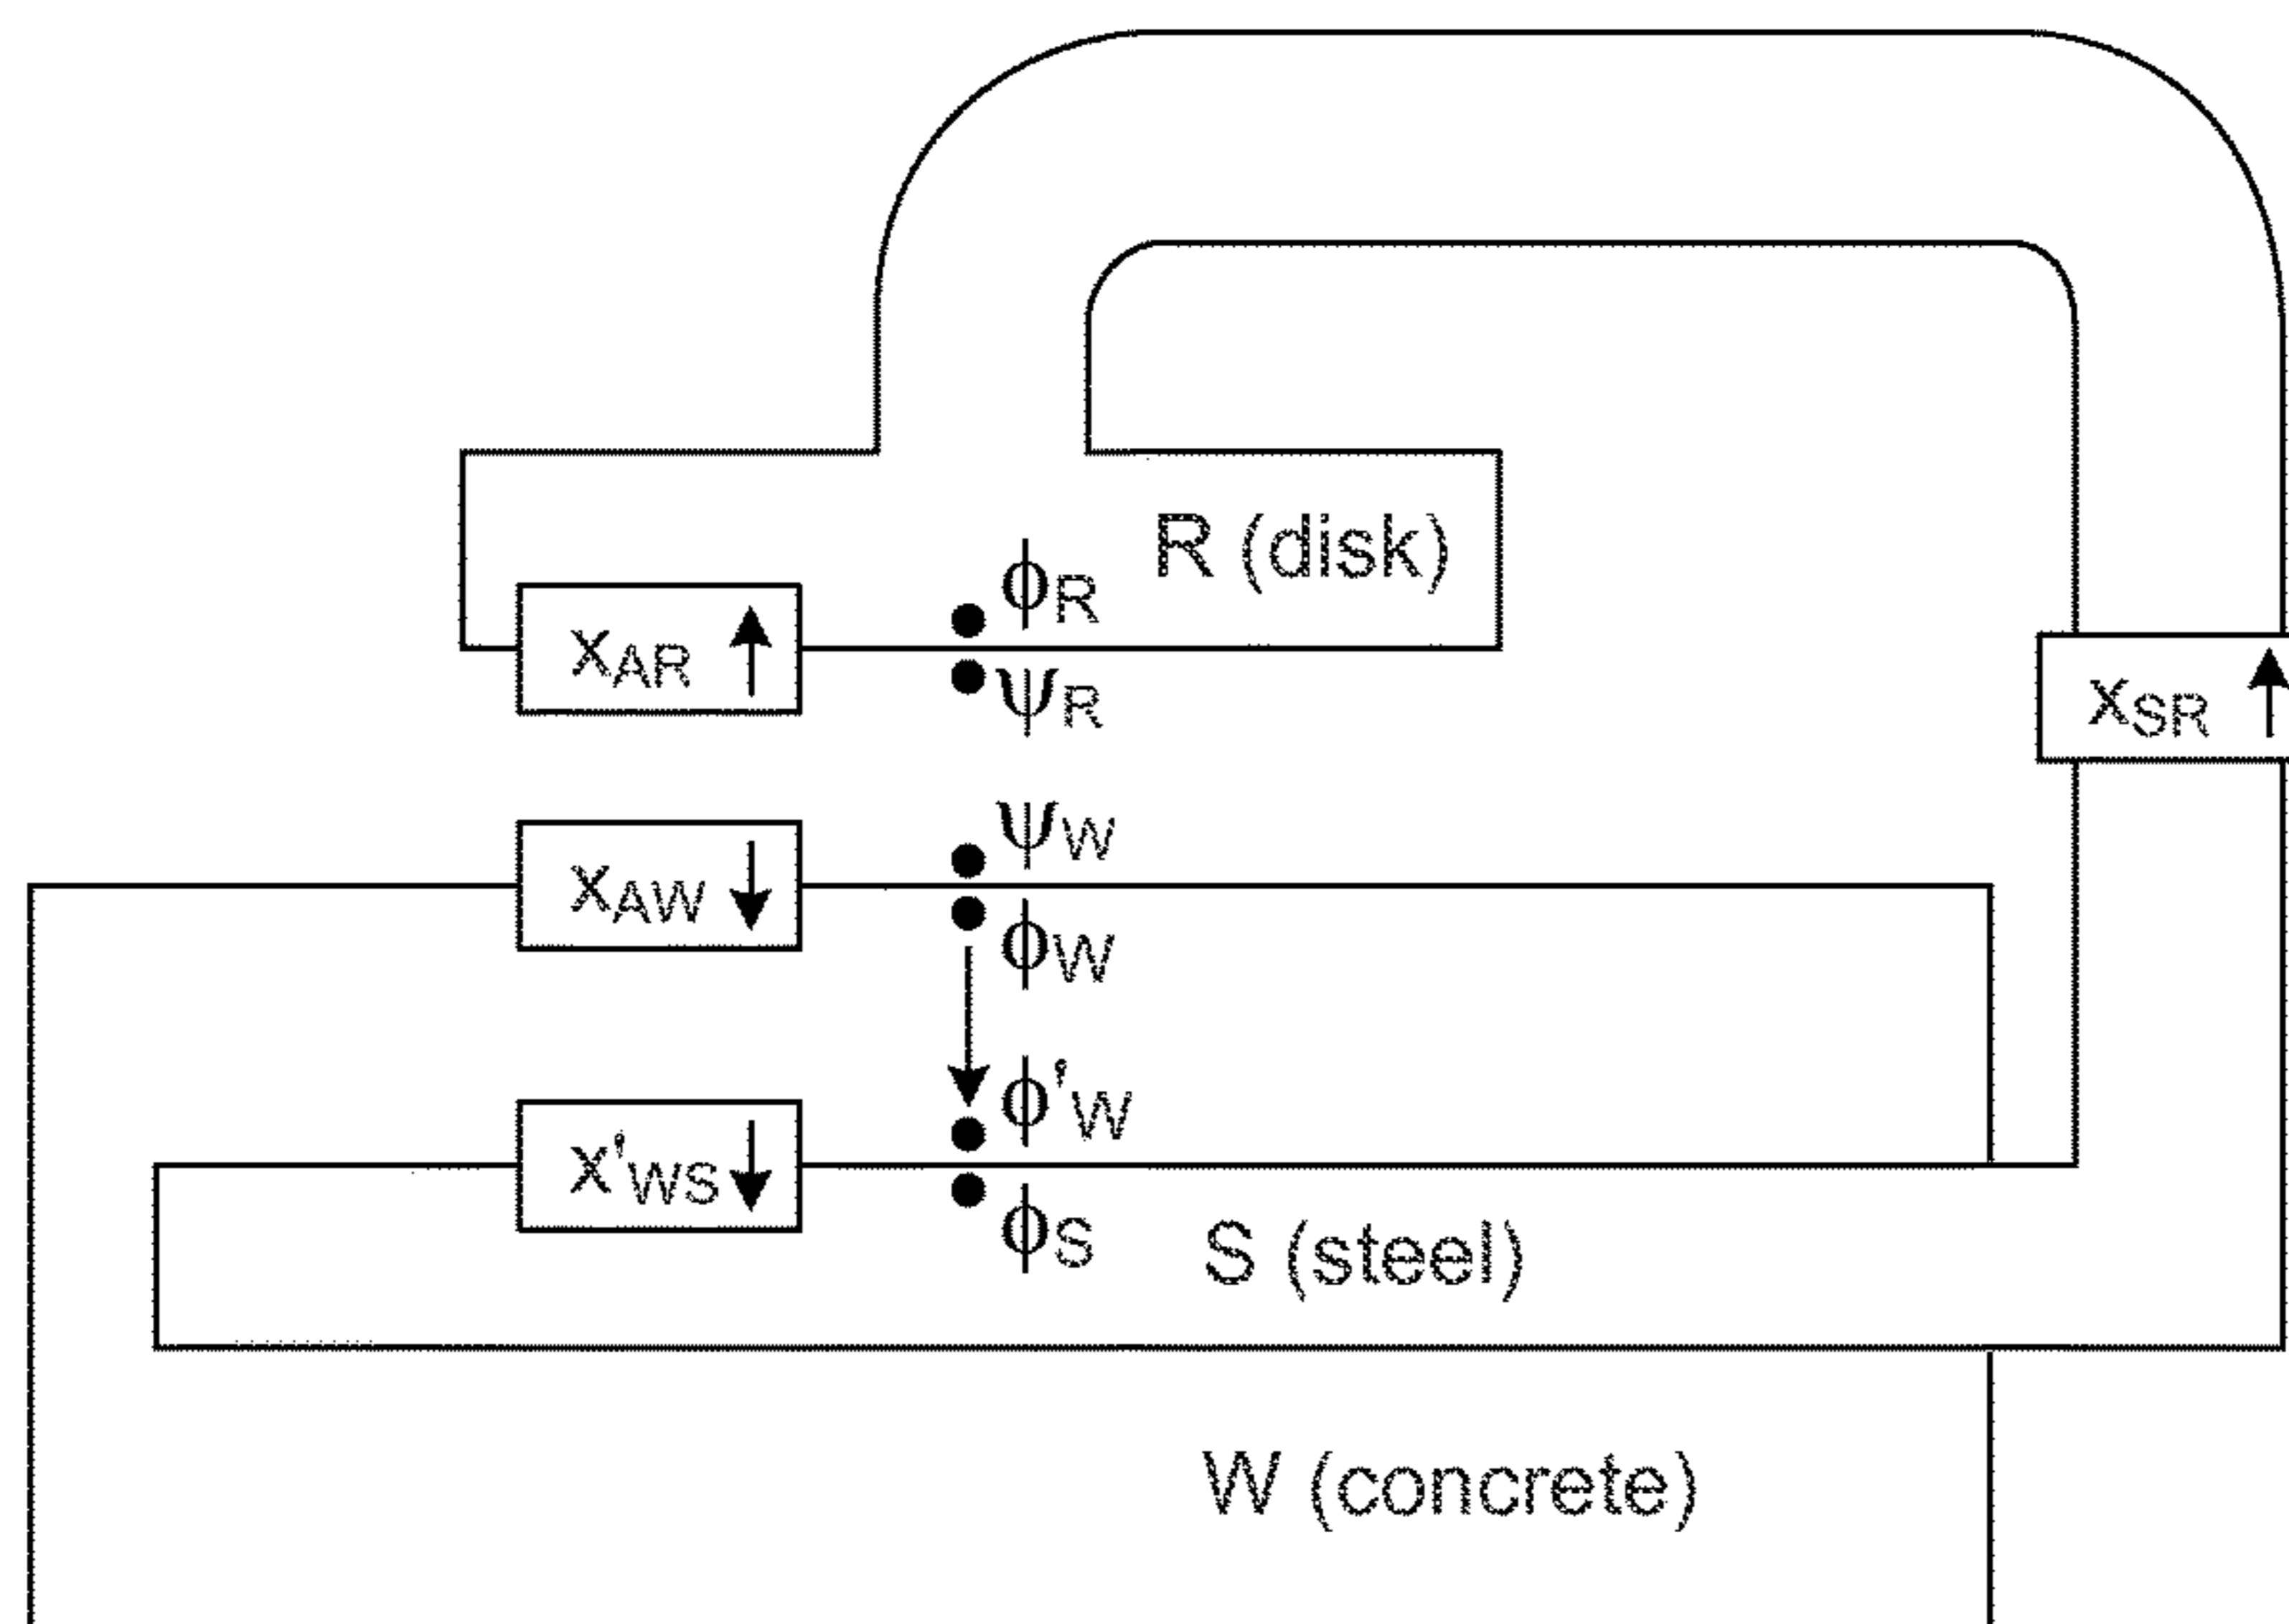 R (disk)
ϕR
xAR
ψR
xSR
ψW
xAW
ϕW
ϕ'W
x'WS
ϕS
S (steel)
W (concrete)